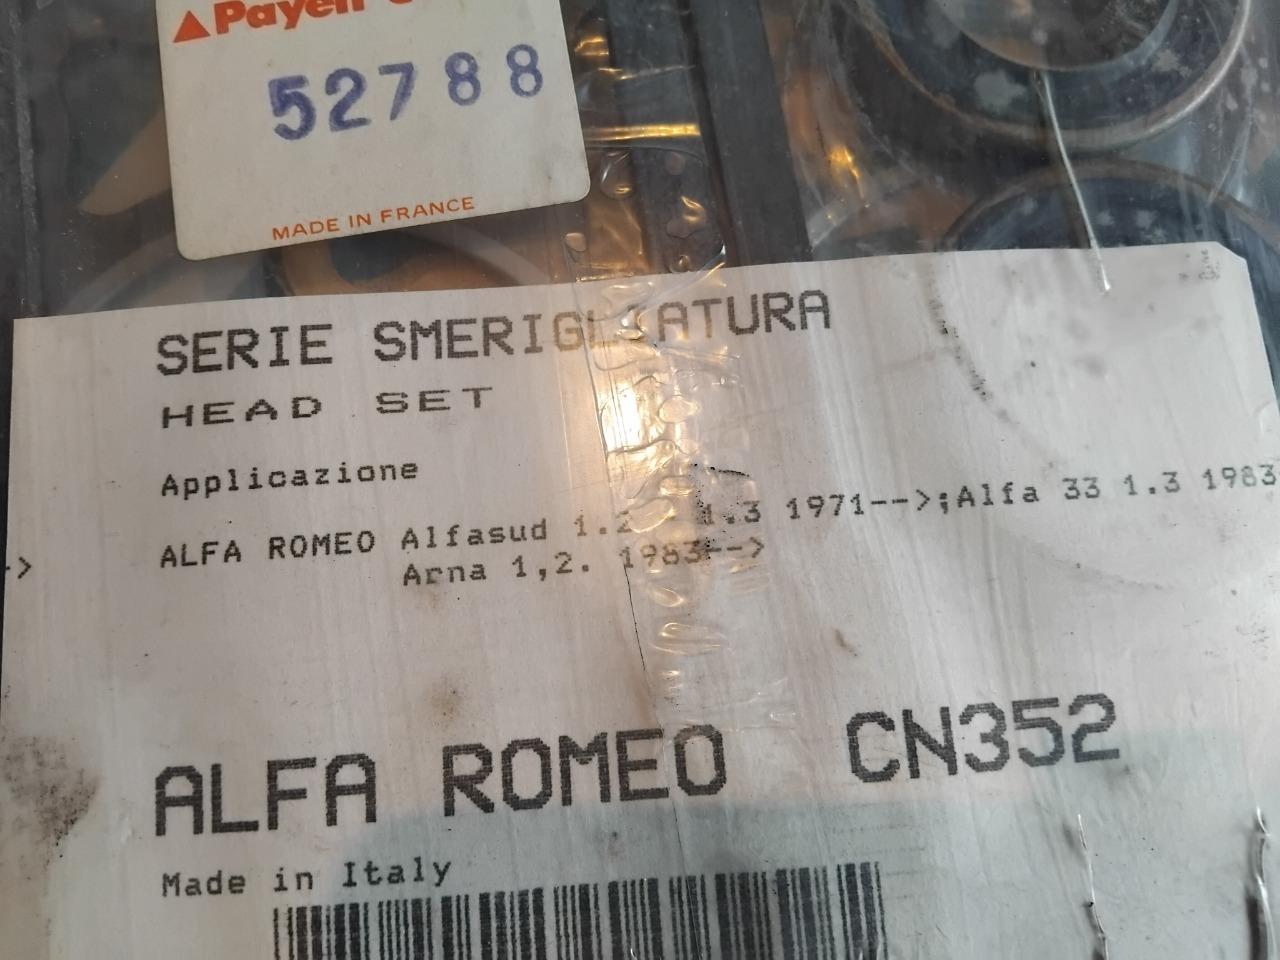 Payen
52788
MADE IN FRANCE
SERIE SMERIGLIATURA
HEAD SET
Applicazione
ALFA ROMEO Alfasud 1.2 1.3 1971-->;Alfa 33 1.3 1983
->
Arna 1,2. 1983-->
ALFA ROMEO CN352
Made in Italy